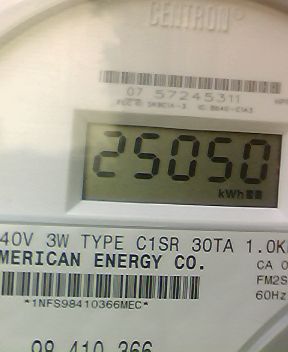 CENTRON®
07 57245311
25050
kWh
40V 3W TYPE C1SR 30TA 1.0K
MERICAN ENERGY CO.
CA 0
FM2S
60Hz
*1NFS98410366MEC*
98 410 366